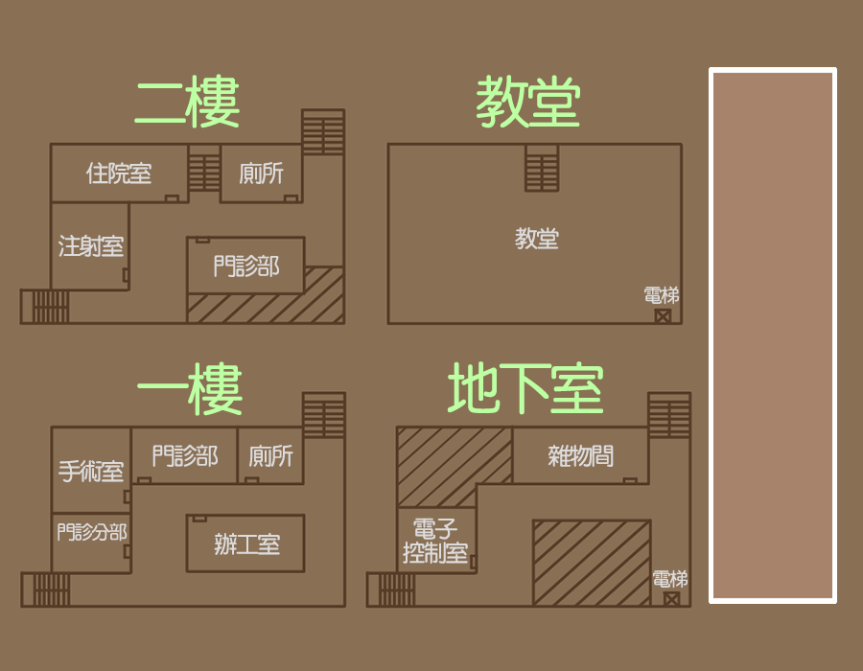 二樓
住院室
廁所
注射室
門診部
教堂
教堂
電梯
一樓
手術室
門診部
廁所
門診分部
辦工室
地下室
雜物間
電子
控制室
電梯